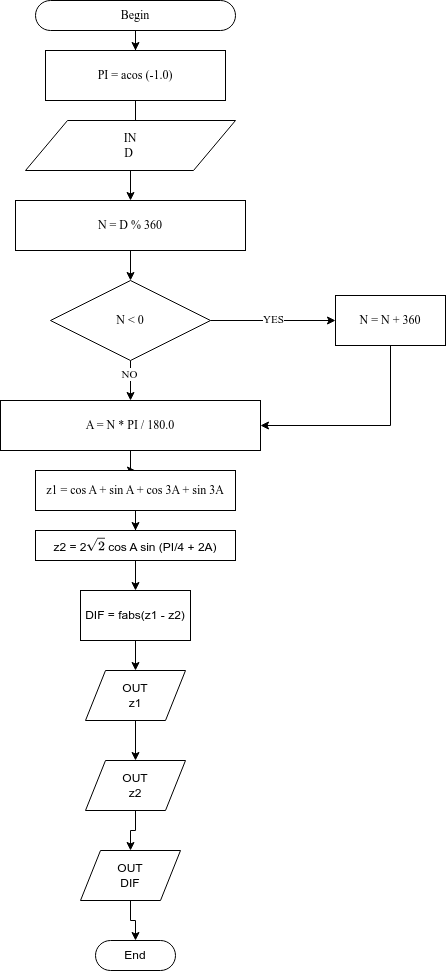 Begin
PI = acos (-1.0)
IN
D
N = D % 360
N < 0
YES
N = N + 360
NO
A = N * PI / 180.0
z1 = cos A + sin A + cos 3A + sin 3A
z2 = 2√2 cos A sin (PI/4 + 2A)
DIF = fabs(z1 - z2)
OUT
z1
OUT
z2
OUT
DIF
End